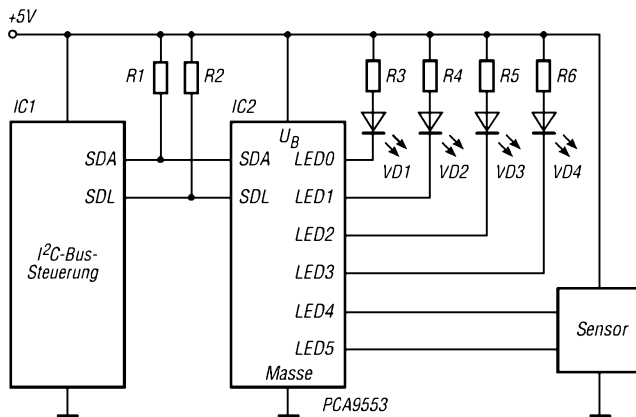 +5V
R1
R2
R3
R4
R5
R6
IC1
IC2
U_B
VD1
VD2
VD3
VD4
SDA
SDL
I²C-Bus-
Steuerung
SDA
SDL
LED0
LED1
LED2
LED3
LED4
LED5
Masse
Sensor
PCA9553